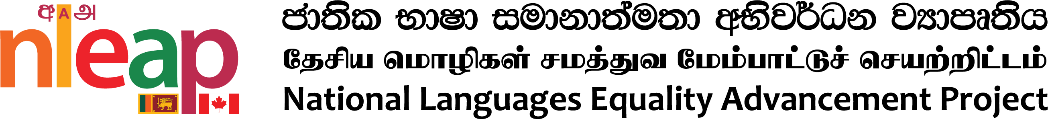 අ A அ
nleap
ජාතික භාෂා සමානාත්මතා අභිවර්ධන ව්‍යාපෘතිය
தேசிய மொழிகள் சமத்துவ மேம்பாட்டுச் செயற்றிட்டம்
National Languages Equality Advancement Project